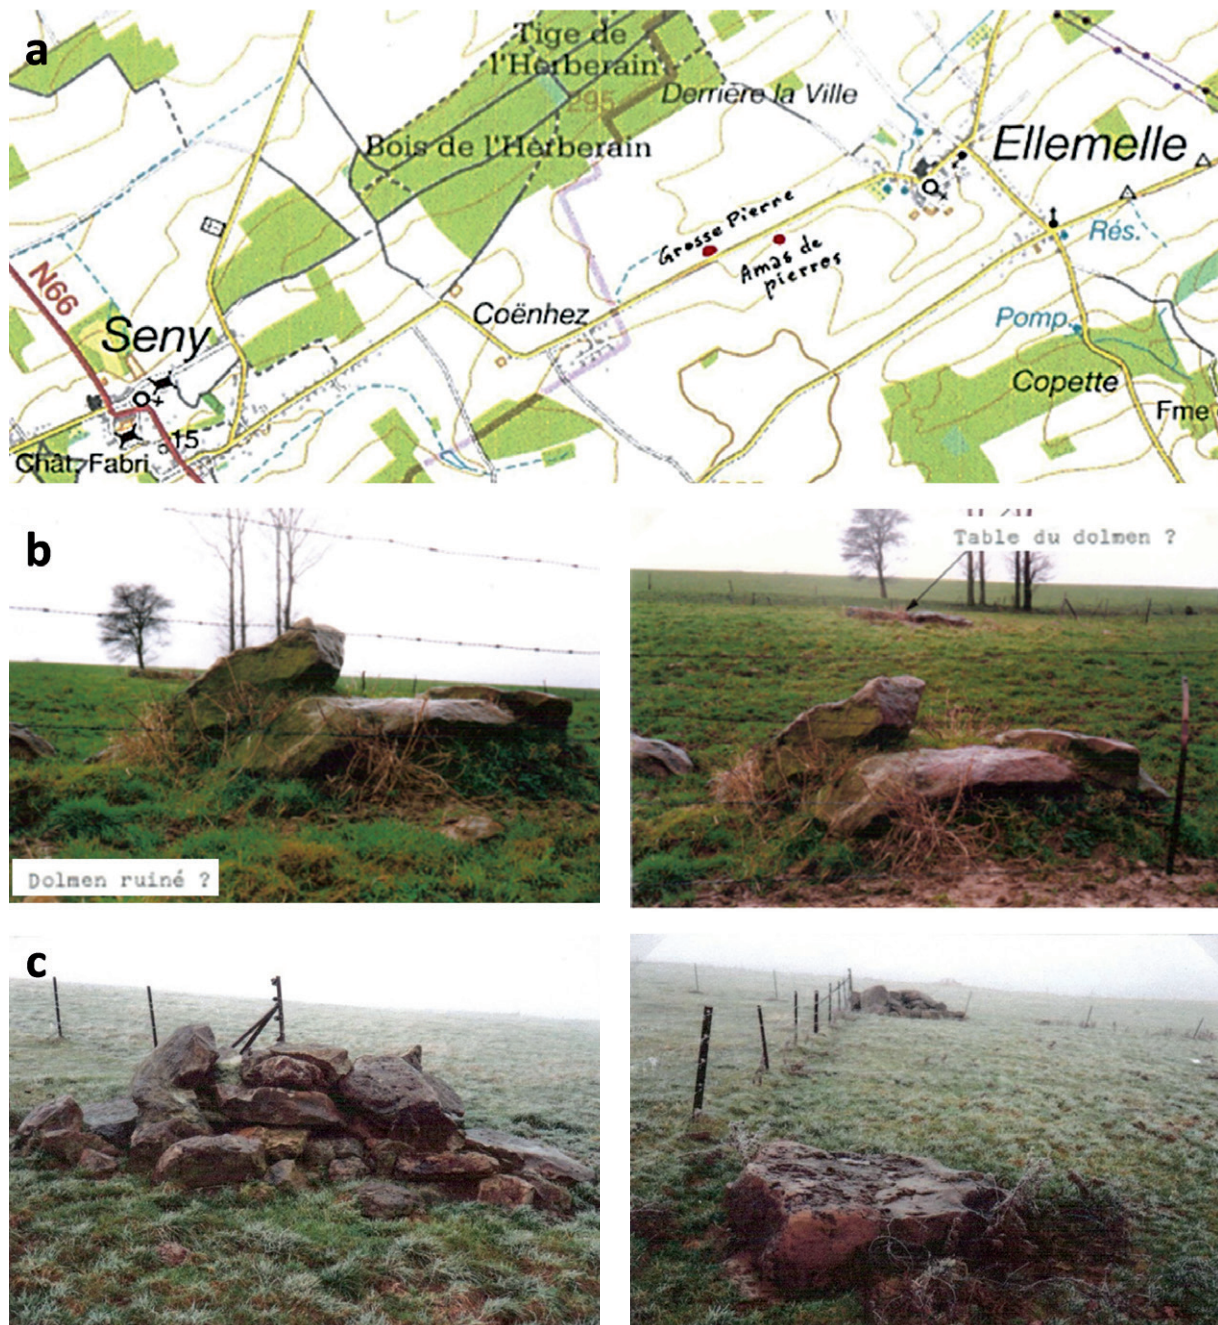 a
Tige de
l'Herberain
295
Derrière la Ville
Bois de l'Herberain
Ellemelle
Grosse Pierre
Amas de
pierres
Rés.
N66
Coënhez
Seny
Pomp.
Copette
Fme
515
Chât. Fabri
b
Table du dolmen ?
Dolmen ruiné ?
c